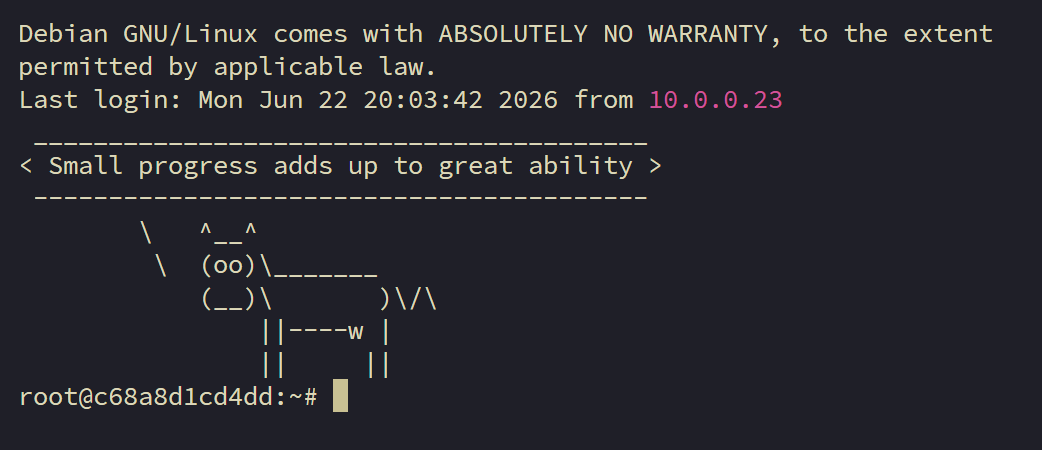 Debian GNU/Linux comes with ABSOLUTELY NO WARRANTY, to the extent
permitted by applicable law.
Last login: Mon Jun 22 20:03:42 2026 from 10.0.0.23
 _________________________________________
< Small progress adds up to great ability >
 -----------------------------------------
        \   ^__^
         \  (oo)\_______
            (__)\       )\/\
                ||----w |
                ||     ||
root@c68a8d1cd4dd:~#